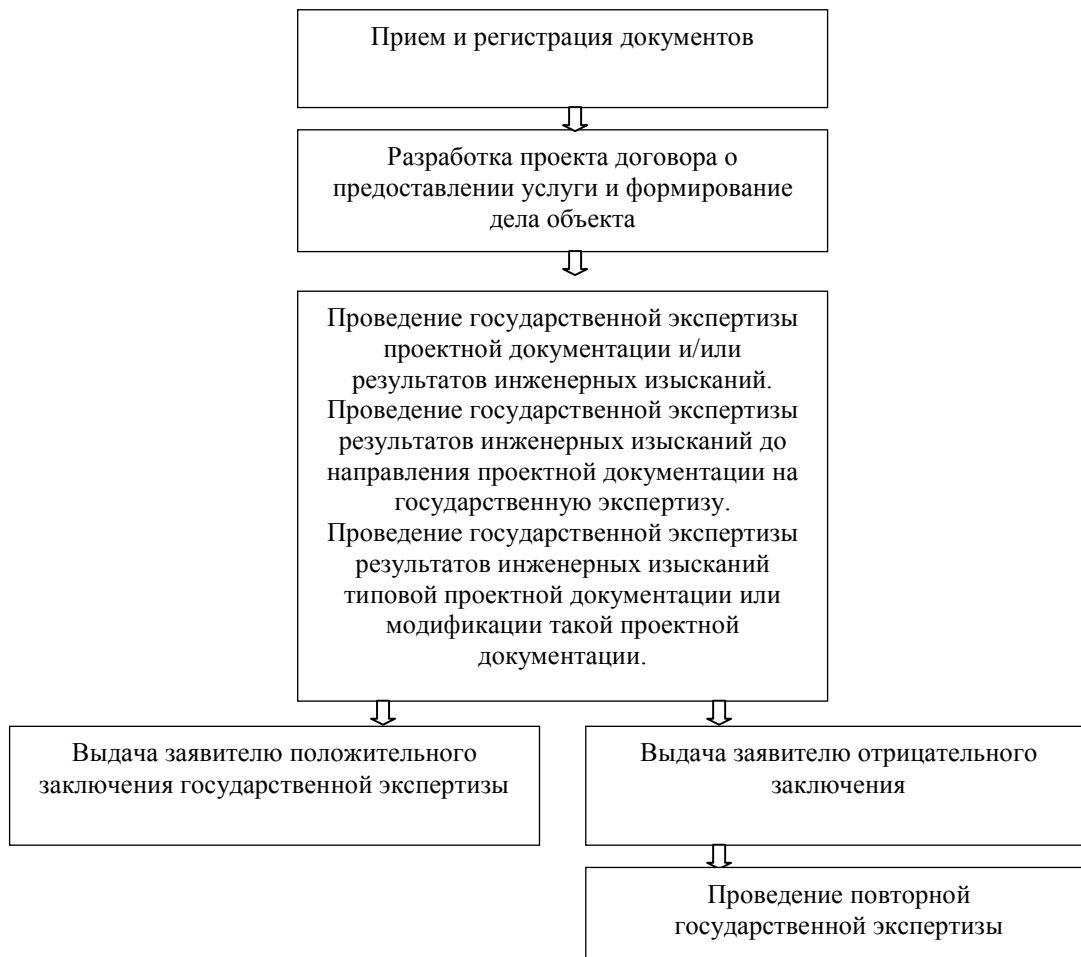 Прием и регистрация документов
Разработка проекта договора о
предоставлении услуги и формирование
дела объекта
Проведение государственной экспертизы
проектной документации и/или
результатов инженерных изысканий.
Проведение государственной экспертизы
результатов инженерных изысканий до
направления проектной документации на
государственную экспертизу.
Проведение государственной экспертизы
результатов инженерных изысканий
типовой проектной документации или
модификации такой проектной
документации.
Выдача заявителю положительного
заключения государственной экспертизы
Выдача заявителю отрицательного
заключения
Проведение повторной
государственной экспертизы